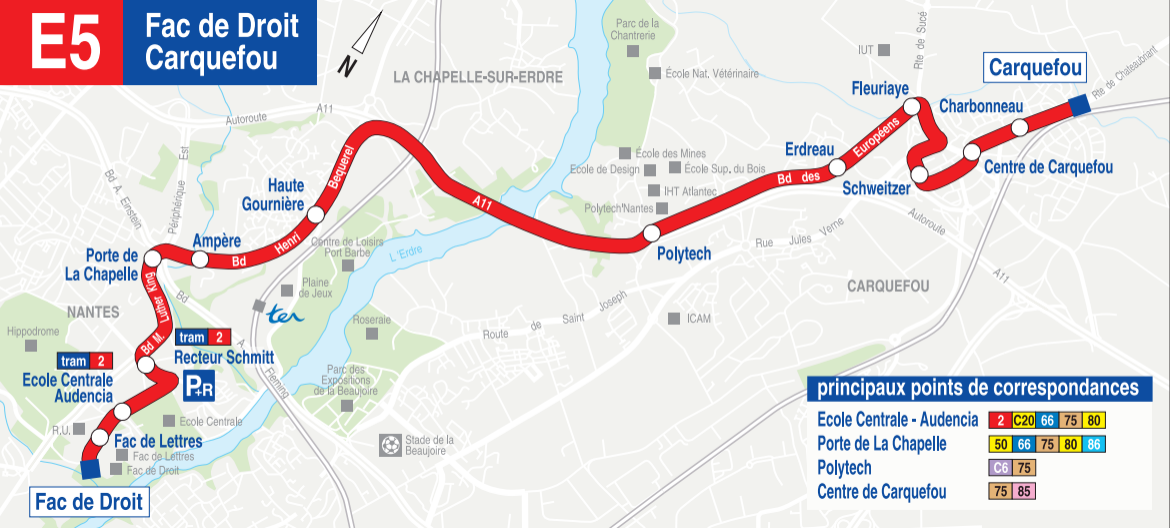 E5
Fac de Droit
Carquefou
N
LA CHAPELLE-SUR-ERDRE
Parc de la
Chantrerie
École Nat. Vétérinaire
IUT
Rte de Sucé
Carquefou
Rte de Chateaubriant
Fleuriaye
Charbonneau
A11
Autoroute
Bd A. Einstein
Périphérique Est
Haute
Gournière
Bequerel
Henri
Bd
École des Mines
Ecole de Design
École Sup. du Bois
IHT Atlantec
Polytech'Nantes
Erdreau
Européens
Bd des
Schweitzer
Centre de Carquefou
A11
Porte de
La Chapelle
Ampère
Centre de Loisirs
Port Barbe
L'Erdre
Polytech
Rue Jules Verne
Autoroute
A11
Plaine
de Jeux
CARQUEFOU
NANTES
Bd M. Luther King
Bd
ter
Hippodrome
tram 2
Recteur Schmitt
P+R
tram 2
Ecole Centrale
Audencia
Roseraie
Route de Saint Joseph
ICAM
A. Fleming
Parc des
Expositions
de la Beaujoire
Ecole Centrale
R.U.
Fac de Lettres
Fac de Lettres
Fac de Droit
Stade de la
Beaujoire
Fac de Droit
principaux points de correspondances
Ecole Centrale - Audencia 2 C20 66 75 80
Porte de La Chapelle 50 66 75 80 86
Polytech C6 75
Centre de Carquefou 75 85